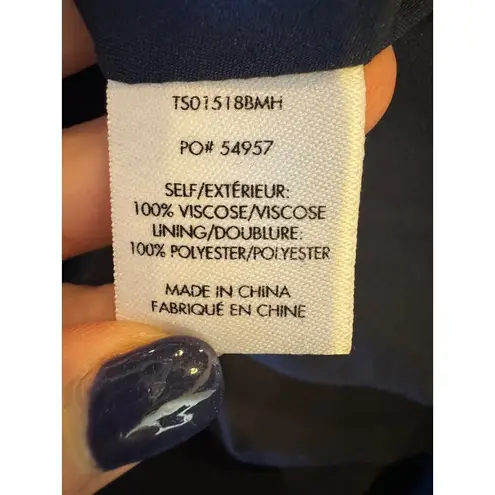 TS01518BMH
PO# 54957
SELF/EXTÉRIEUR:
100% VISCOSE/VISCOSE
LINING/DOUBLURE:
100% POLYESTER/POLYESTER
MADE IN CHINA
FABRIQUÉ EN CHINE